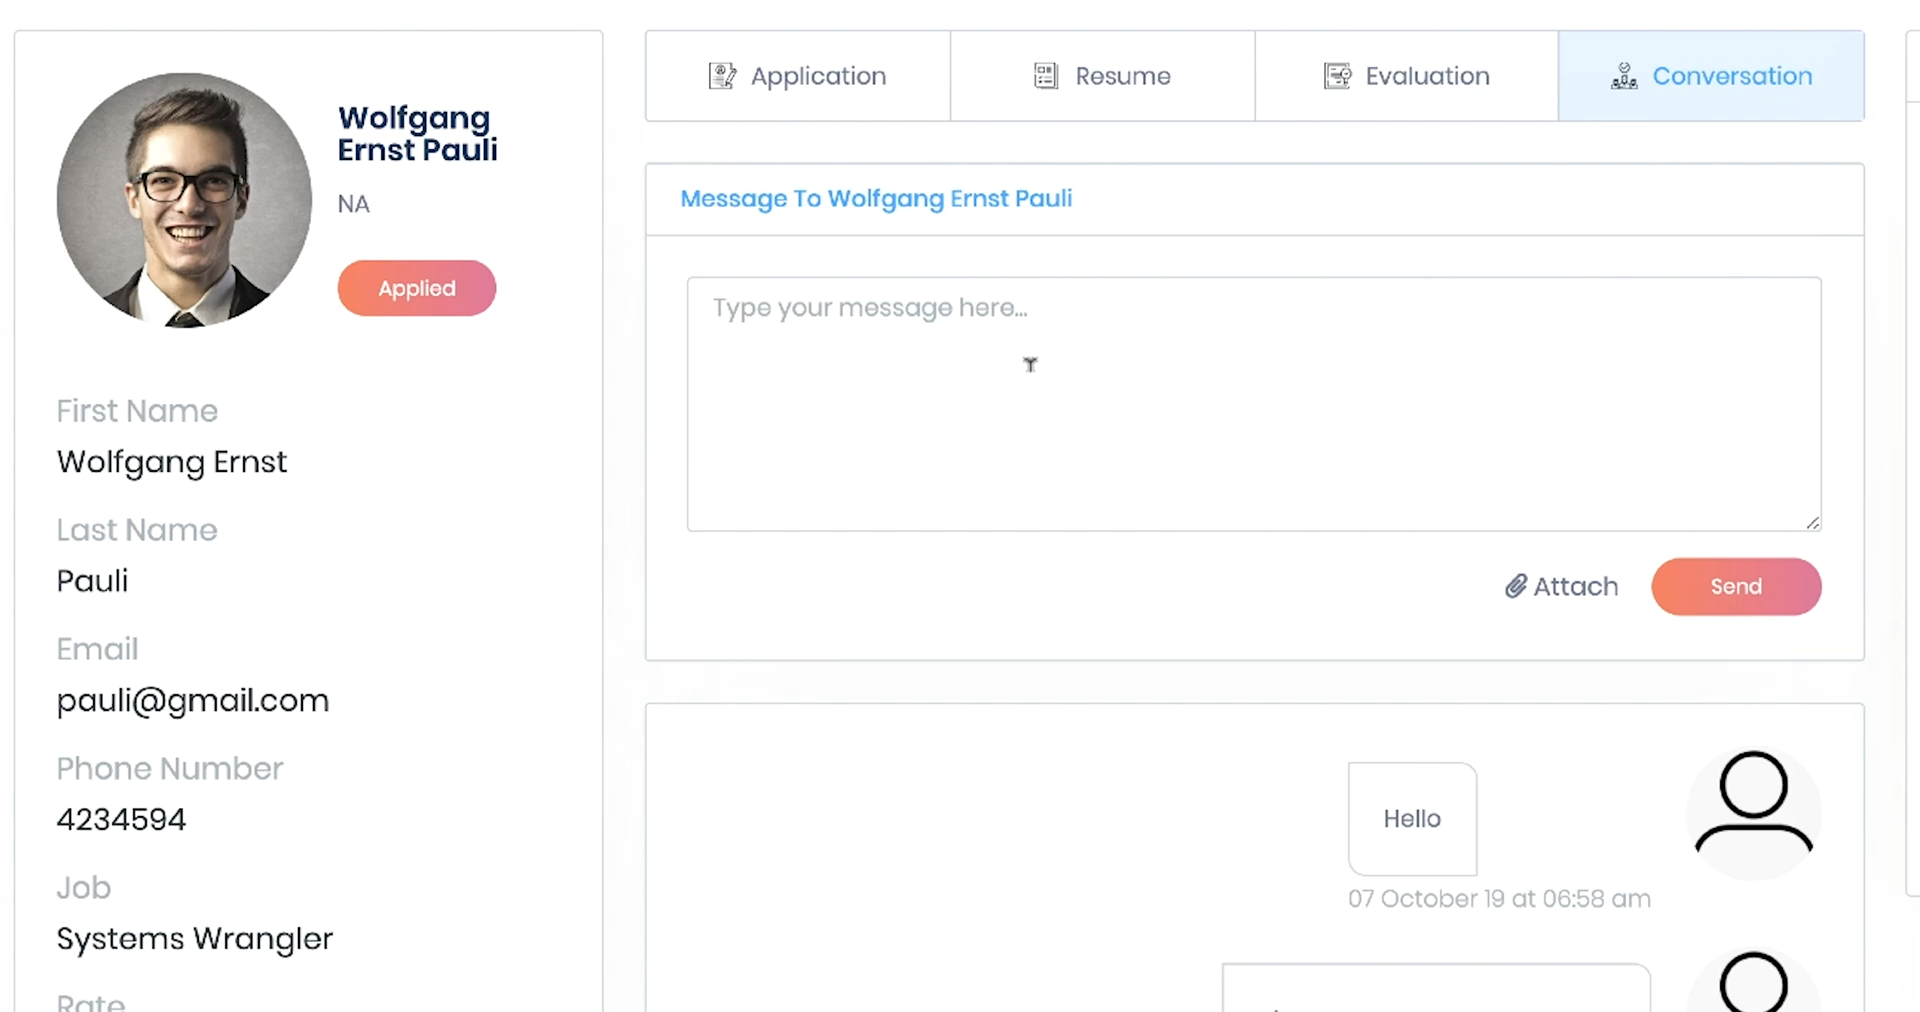 Wolfgang
Ernst Pauli
NA
Applied
First Name
Wolfgang Ernst
Last Name
Pauli
Email
pauli@gmail.com
Phone Number
4234594
Job
Systems Wrangler
Rate
Application
Resume
Evaluation
Conversation
Message To Wolfgang Ernst Pauli
Type your message here...
Attach
Send
Hello
07 October 19 at 06:58 am